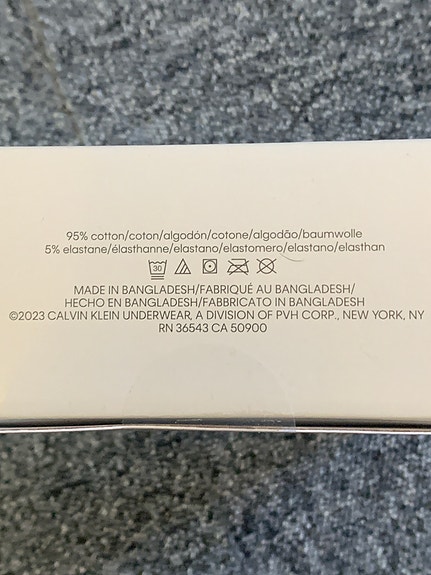 95% cotton/coton/algodón/cotone/algodão/baumwolle
5% elastane/élasthanne/elastano/elastomero/elastano/elasthan
30
MADE IN BANGLADESH/FABRIQUÉ AU BANGLADESH/
HECHO EN BANGLADESH/FABBRICATO IN BANGLADESH
©2023 CALVIN KLEIN UNDERWEAR, A DIVISION OF PVH CORP., NEW YORK, NY
RN 36543 CA 50900